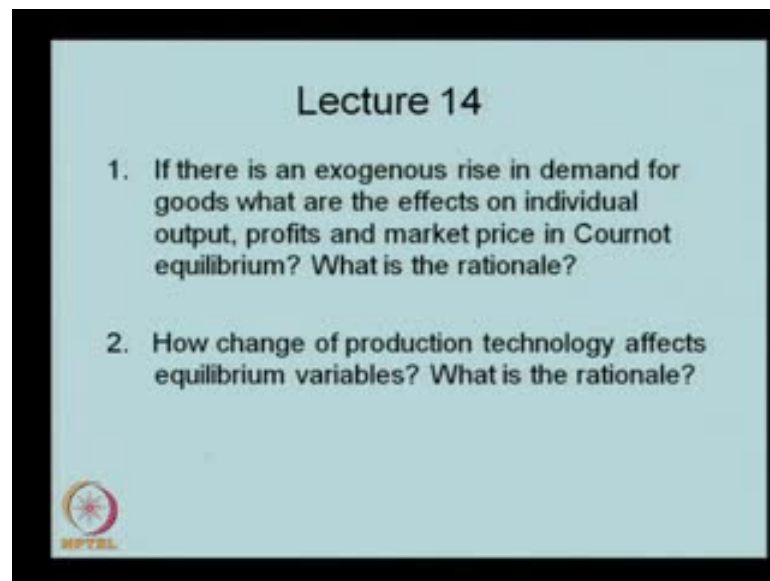 Lecture 14
1. If there is an exogenous rise in demand for
goods what are the effects on individual
output, profits and market price in Cournot
equilibrium? What is the rationale?
2. How change of production technology affects
equilibrium variables? What is the rationale?
NPTEL